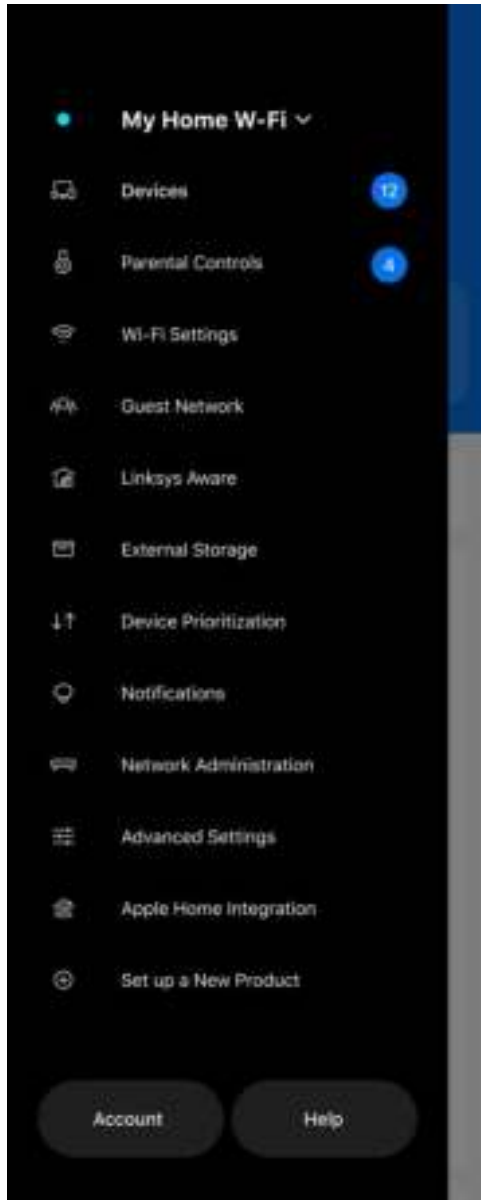 My Home W-Fi
Devices 12
Parental Controls 4
Wi-Fi Settings
Guest Network
Linksys Aware
External Storage
Device Prioritization
Notifications
Network Administration
Advanced Settings
Apple Home Integration
Set up a New Product
Account Help